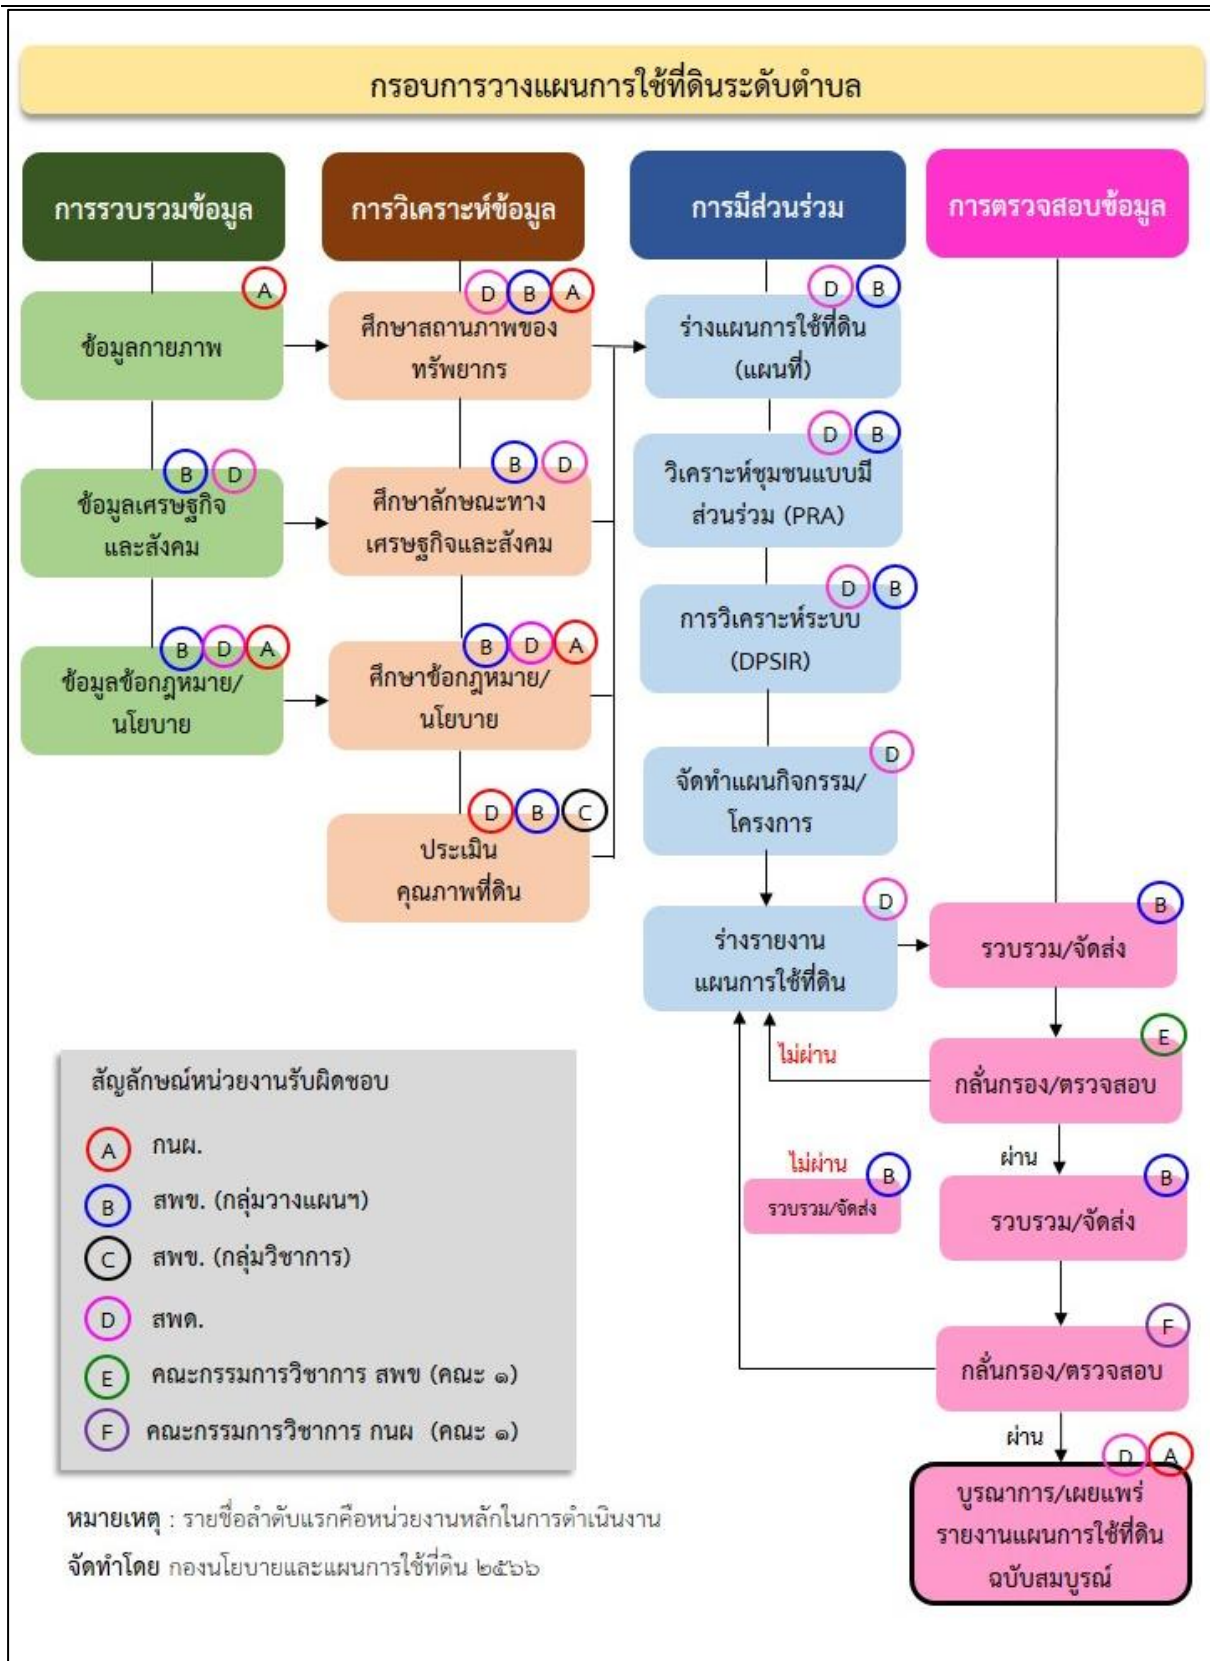 กรอบการวางแผนการใช้ที่ดินระดับตำบล
การรวบรวมข้อมูล
การวิเคราะห์ข้อมูล
การมีส่วนร่วม
การตรวจสอบข้อมูล
A
ข้อมูลกายภาพ
B D
ข้อมูลเศรษฐกิจ
และสังคม
B D A
ข้อมูลข้อกฎหมาย/
นโยบาย
D B A
ศึกษาสถานภาพของ
ทรัพยากร
B D
ศึกษาลักษณะทาง
เศรษฐกิจและสังคม
B D A
ศึกษาข้อกฎหมาย/
นโยบาย
D B C
ประเมิน
คุณภาพที่ดิน
D B
ร่างแผนการใช้ที่ดิน
(แผนที่)
D B
วิเคราะห์ชุมชนแบบมี
ส่วนร่วม (PRA)
D B
การวิเคราะห์ระบบ
(DPSIR)
D
จัดทำแผนกิจกรรม/
โครงการ
D
ร่างรายงาน
แผนการใช้ที่ดิน
B
รวบรวม/จัดส่ง
E
กลั่นกรอง/ตรวจสอบ
ไม่ผ่าน
ผ่าน
B
รวบรวม/จัดส่ง
ไม่ผ่าน
B
รวบรวม/จัดส่ง
F
กลั่นกรอง/ตรวจสอบ
ผ่าน
D A
บูรณาการ/เผยแพร่
รายงานแผนการใช้ที่ดิน
ฉบับสมบูรณ์
สัญลักษณ์หน่วยงานรับผิดชอบ
A กนผ.
B สพข. (กลุ่มวางแผนฯ)
C สพข. (กลุ่มวิชาการ)
D สพด.
E คณะกรรมการวิชาการ สพข (คณะ ๑)
F คณะกรรมการวิชาการ กนผ (คณะ ๑)
หมายเหตุ : รายชื่อลำดับแรกคือหน่วยงานหลักในการดำเนินงาน
จัดทำโดย กองนโยบายและแผนการใช้ที่ดิน ๒๕๖๖